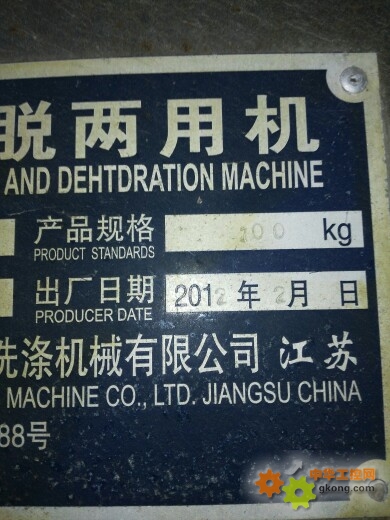 脱两用机
AND DEHTDRATION MACHINE
产品规格 100 kg
PRODUCT STANDARDS
出厂日期 2012 年 2 月 日
PRODUCER DATE
洗涤机械有限公司 江苏
MACHINE CO., LTD. JIANGSU CHINA
88号
中华工控网
gkong.com